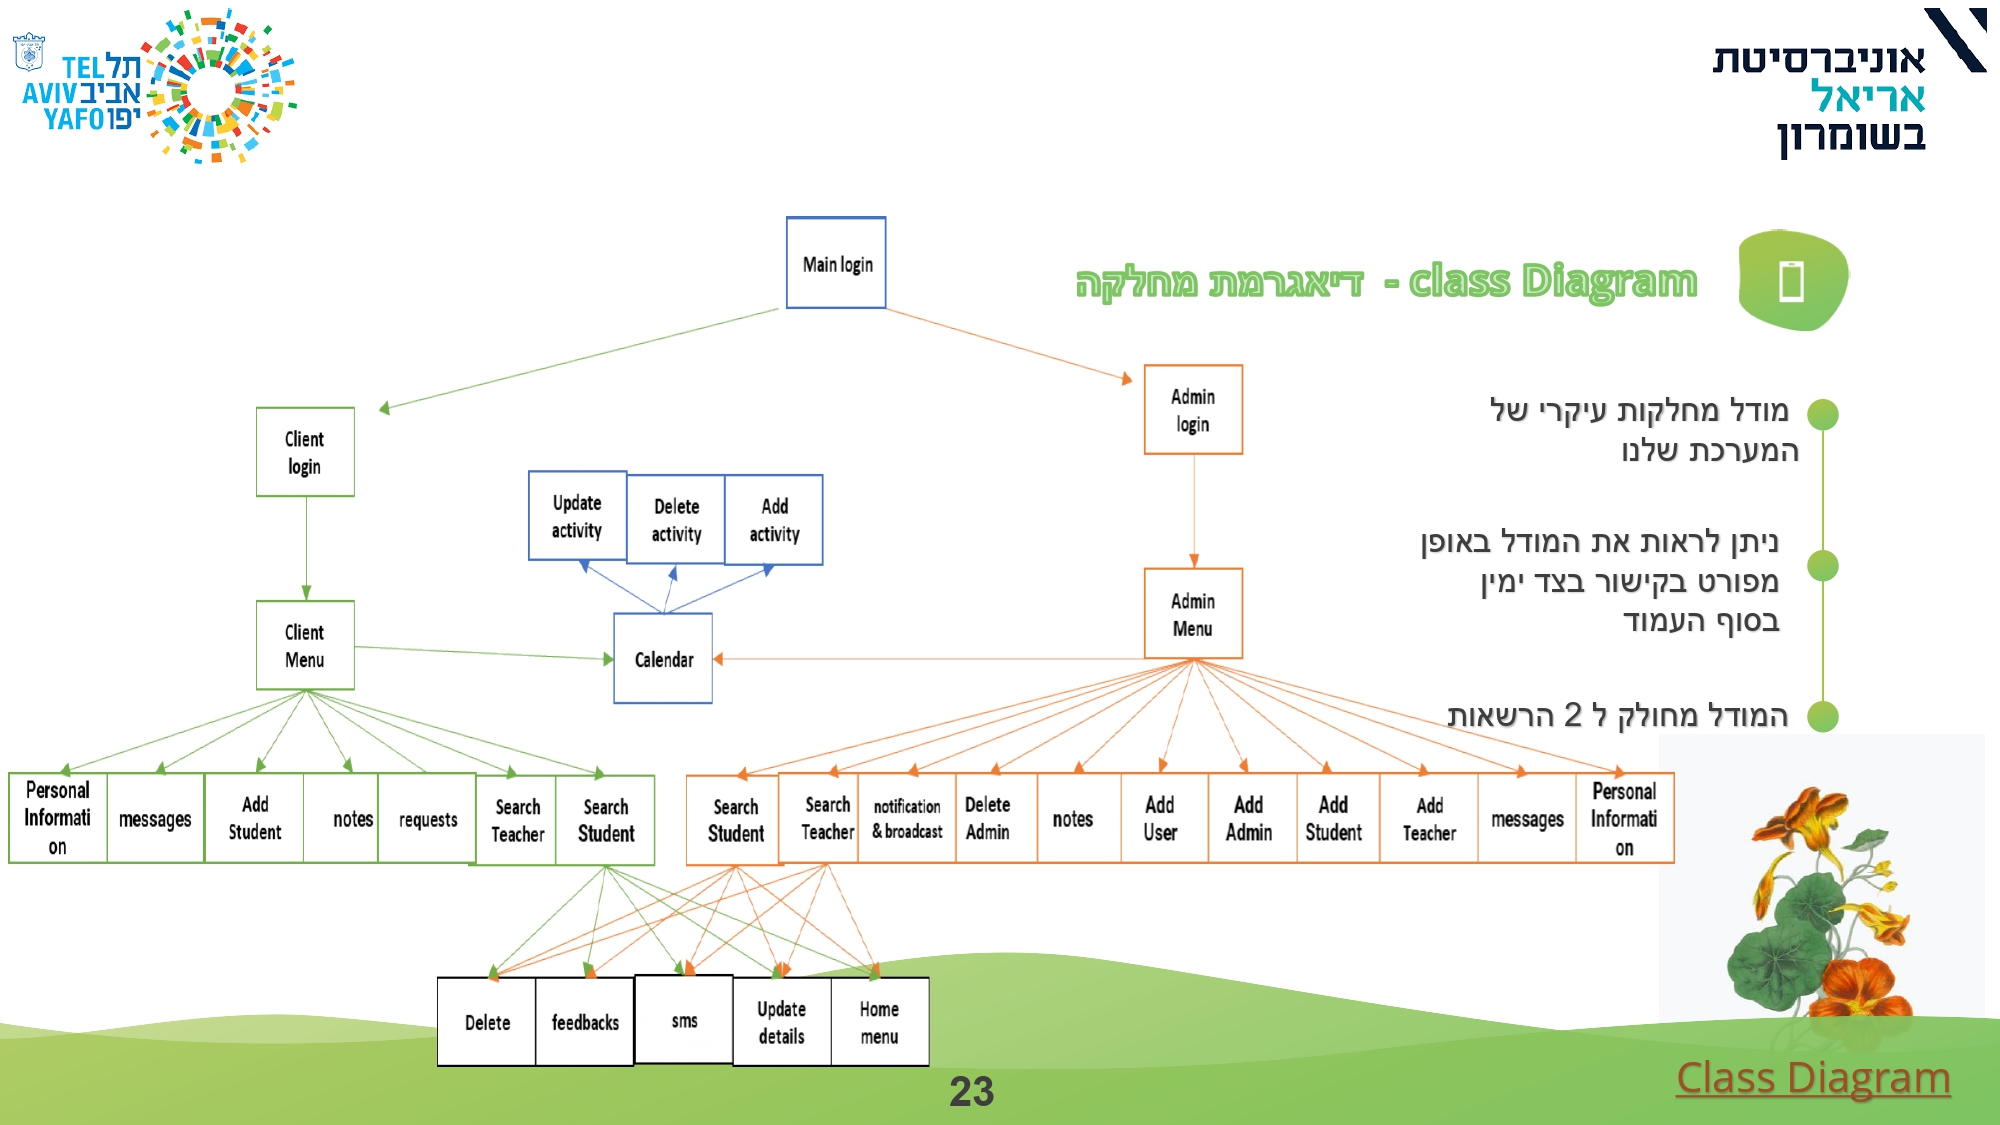 תל TEL
אביב AVIV
יפו YAFO
אוניברסיטת
אריאל
בשומרון
class Diagram - דיאגרמת מחלקה
מודל מחלקות עיקרי של
המערכת שלנו
ניתן לראות את המודל באופן
מפורט בקישור בצד ימין
בסוף העמוד
המודל מחולק ל 2 הרשאות
Main login
Admin
login
Client
login
Update
activity
Delete
activity
Add
activity
Client
Menu
Calendar
Admin
Menu
Personal
Informati
on
messages
Add
Student
notes
requests
Search
Teacher
Search
Student
Search
Student
Search
Teacher
notification
& broadcast
Delete
Admin
notes
Add
User
Add
Admin
Add
Student
Add
Teacher
messages
Personal
Informati
on
Delete
feedbacks
sms
Update
details
Home
menu
23
Class Diagram